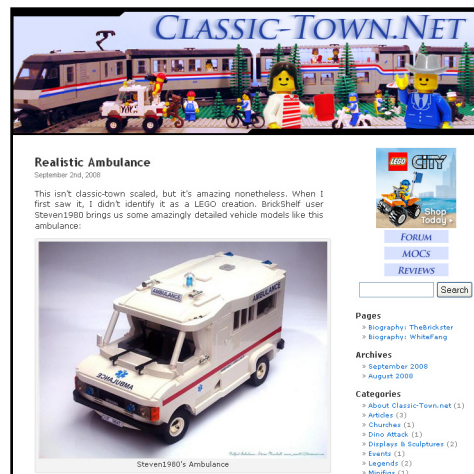 CLASSIC-TOWN.NET
Realistic Ambulance
September 2nd, 2008
This isn't classic-town scaled, but it's amazing nonetheless. When I
first saw it, I didn't identify it as a LEGO creation. BrickShelf user
Steven1980 brings us some amazingly detailed vehicle models like this
ambulance:
AMBULANCE
AMBULANCE
AMBULANCE
Steven1980's Ambulance
LEGO CITY
Shop
Today
FORUM
MOCS
REVIEWS
Search
Pages
» Biography: TheBrickster
» Biography: WhiteFang
Archives
» September 2008
» August 2008
Categories
» About Classic-Town.net (1)
» Articles (3)
» Churches (1)
» Dino Attack (1)
» Displays & Sculptures (2)
» Events (1)
» Legends (2)
» Minifigs (1)